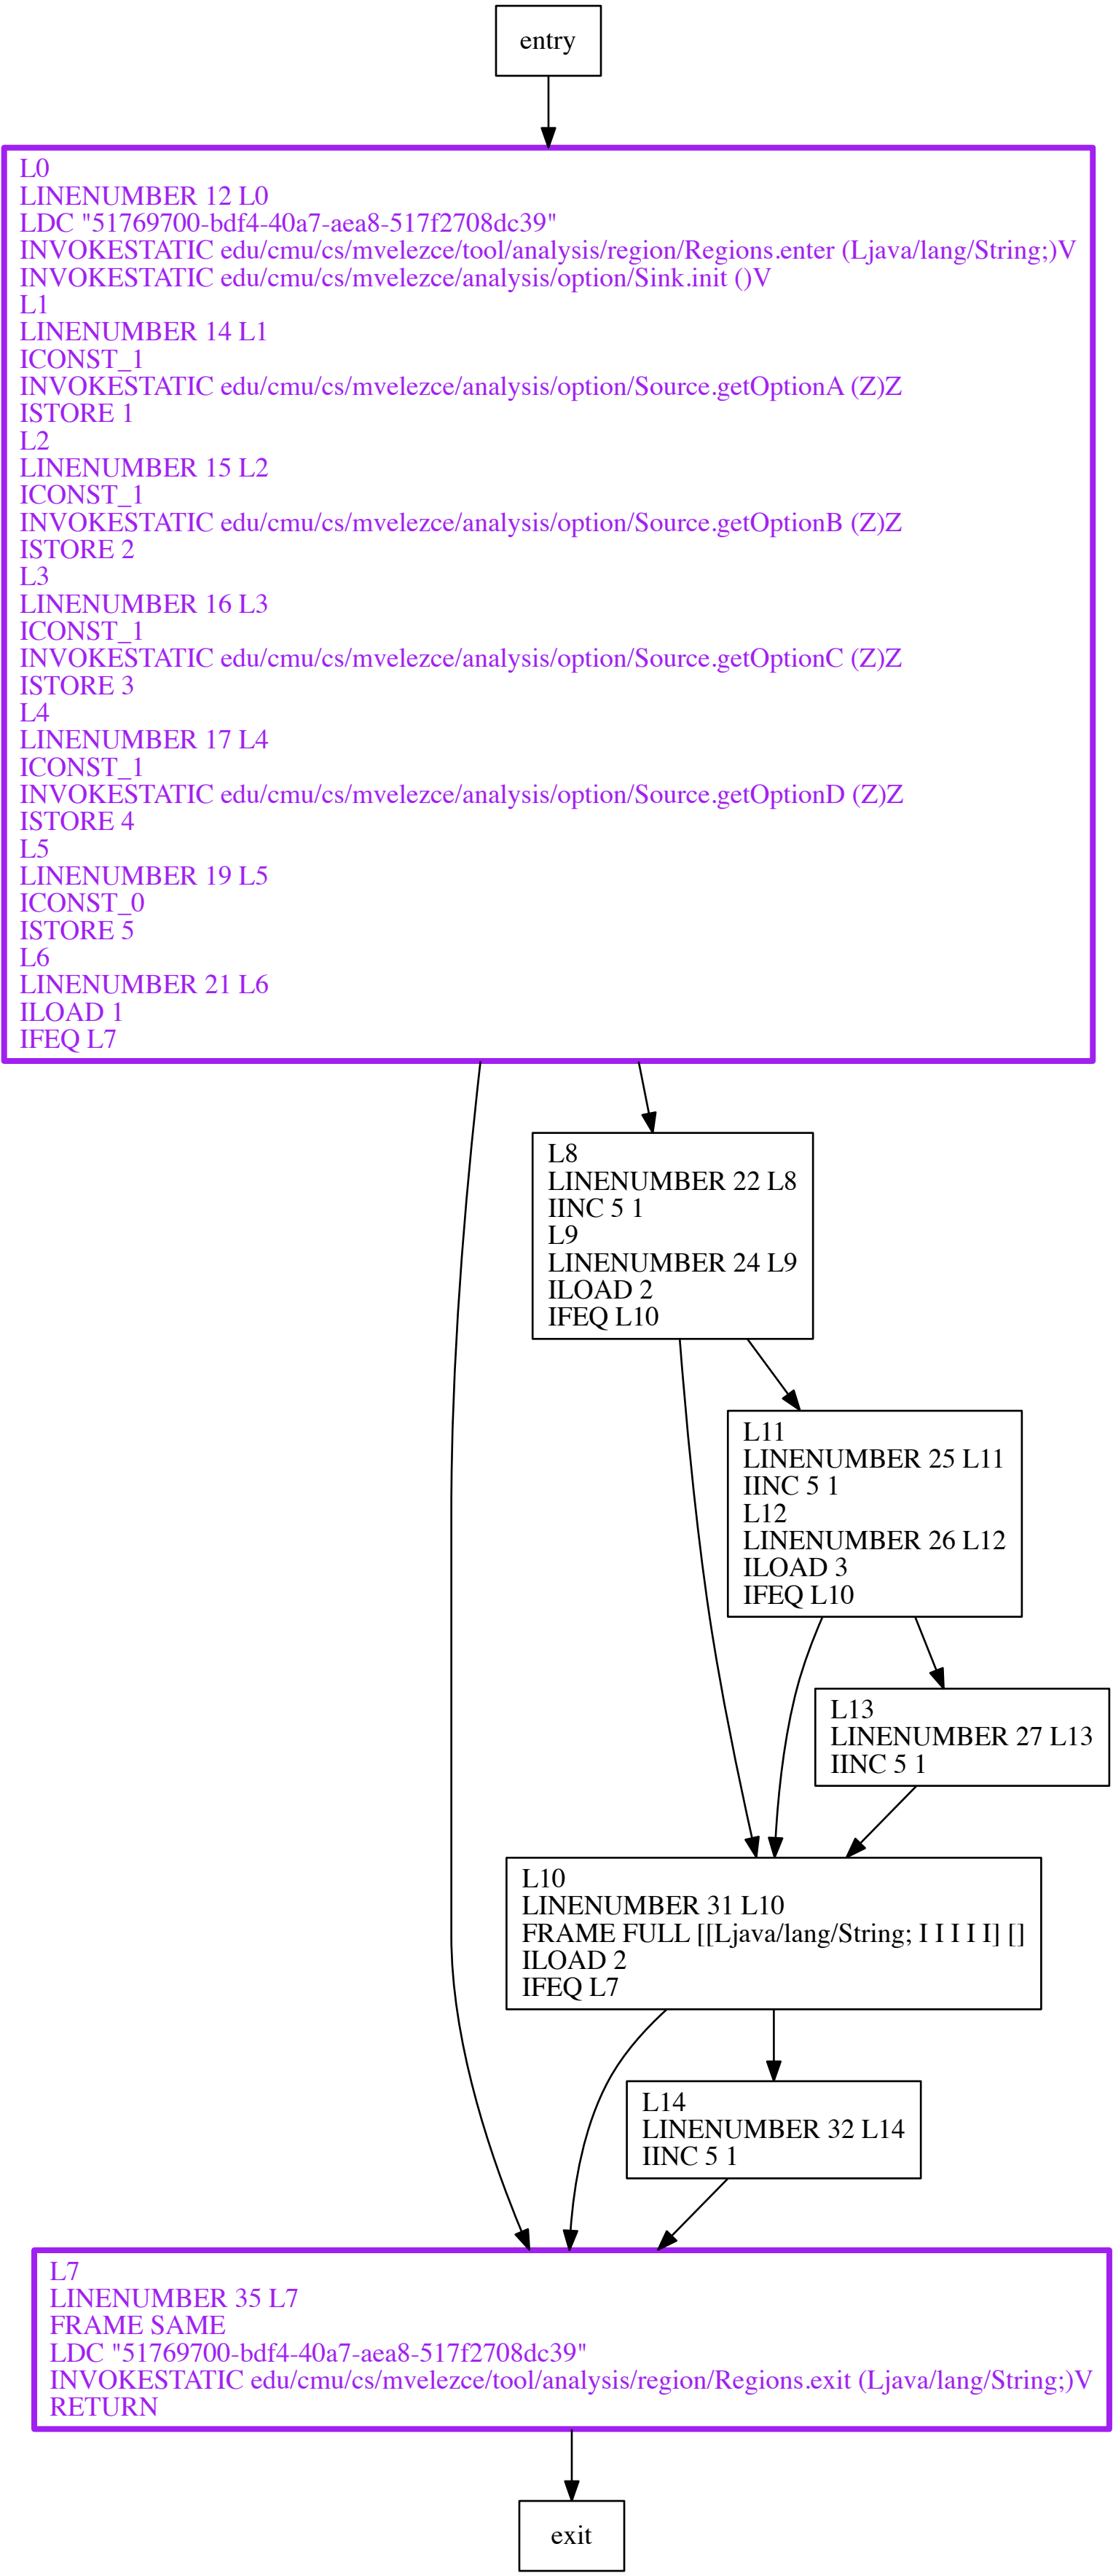 entry
L0
LINENUMBER 12 L0
LDC "51769700-bdf4-40a7-aea8-517f2708dc39"
INVOKESTATIC edu/cmu/cs/mvelezce/tool/analysis/region/Regions.enter (Ljava/lang/String;)V
INVOKESTATIC edu/cmu/cs/mvelezce/analysis/option/Sink.init ()V
L1
LINENUMBER 14 L1
ICONST_1
INVOKESTATIC edu/cmu/cs/mvelezce/analysis/option/Source.getOptionA (Z)Z
ISTORE 1
L2
LINENUMBER 15 L2
ICONST_1
INVOKESTATIC edu/cmu/cs/mvelezce/analysis/option/Source.getOptionB (Z)Z
ISTORE 2
L3
LINENUMBER 16 L3
ICONST_1
INVOKESTATIC edu/cmu/cs/mvelezce/analysis/option/Source.getOptionC (Z)Z
ISTORE 3
L4
LINENUMBER 17 L4
ICONST_1
INVOKESTATIC edu/cmu/cs/mvelezce/analysis/option/Source.getOptionD (Z)Z
ISTORE 4
L5
LINENUMBER 19 L5
ICONST_0
ISTORE 5
L6
LINENUMBER 21 L6
ILOAD 1
IFEQ L7
L8
LINENUMBER 22 L8
IINC 5 1
L9
LINENUMBER 24 L9
ILOAD 2
IFEQ L10
L11
LINENUMBER 25 L11
IINC 5 1
L12
LINENUMBER 26 L12
ILOAD 3
IFEQ L10
L13
LINENUMBER 27 L13
IINC 5 1
L10
LINENUMBER 31 L10
FRAME FULL [[Ljava/lang/String; I I I I I] []
ILOAD 2
IFEQ L7
L14
LINENUMBER 32 L14
IINC 5 1
L7
LINENUMBER 35 L7
FRAME SAME
LDC "51769700-bdf4-40a7-aea8-517f2708dc39"
INVOKESTATIC edu/cmu/cs/mvelezce/tool/analysis/region/Regions.exit (Ljava/lang/String;)V
RETURN
exit